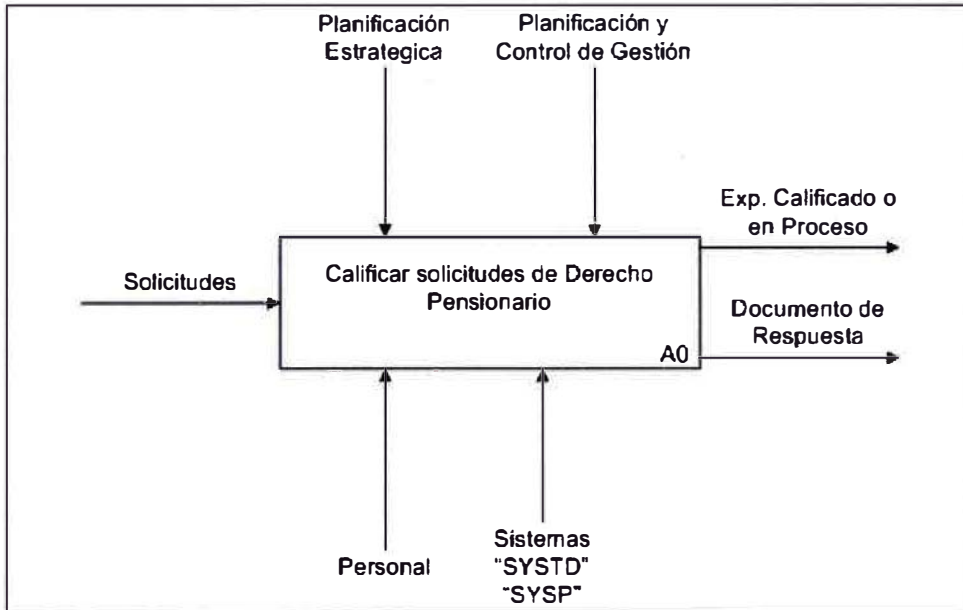 Planificación
Estrategica
Planificación y
Control de Gestión
Exp. Calificado o
en Proceso
Solicitudes
Calificar solicitudes de Derecho
Pensionario
Documento de
Respuesta
A0
Personal
Sistemas
"SYSTD"
"SYSP"